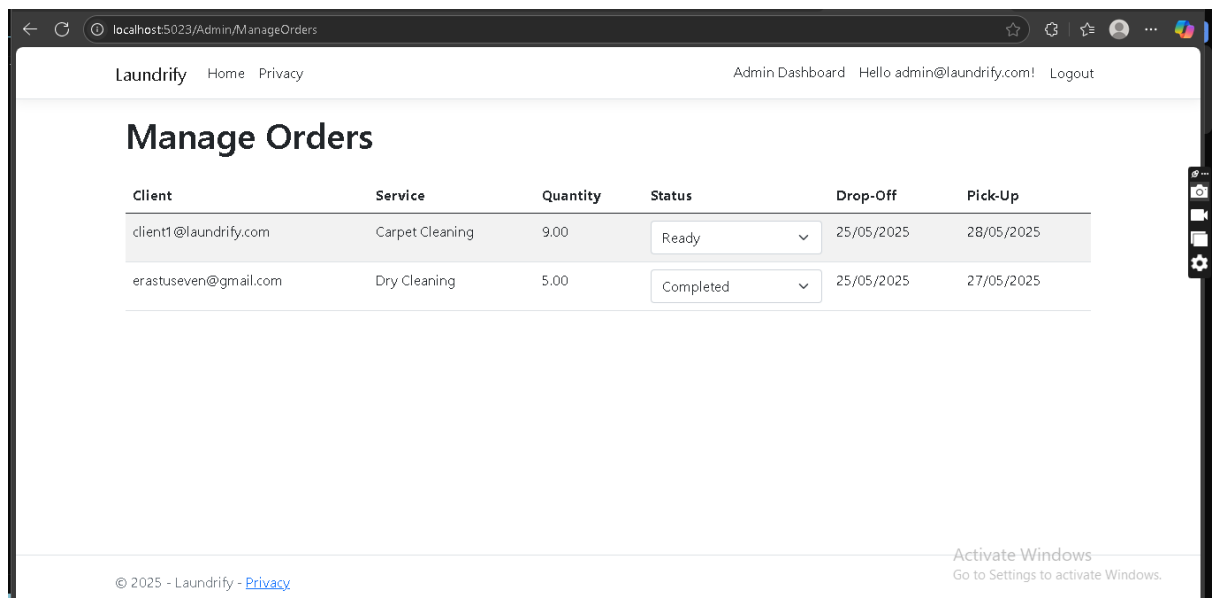 localhost:5023/Admin/ManageOrders
Laundrify Home Privacy Admin Dashboard Hello admin@laundrify.com! Logout
Manage Orders
Client Service Quantity Status Drop-Off Pick-Up
client1@laundrify.com Carpet Cleaning 9.00 Ready 25/05/2025 28/05/2025
erastuseven@gmail.com Dry Cleaning 5.00 Completed 25/05/2025 27/05/2025
Activate Windows
Go to Settings to activate Windows.
© 2025 - Laundrify - Privacy